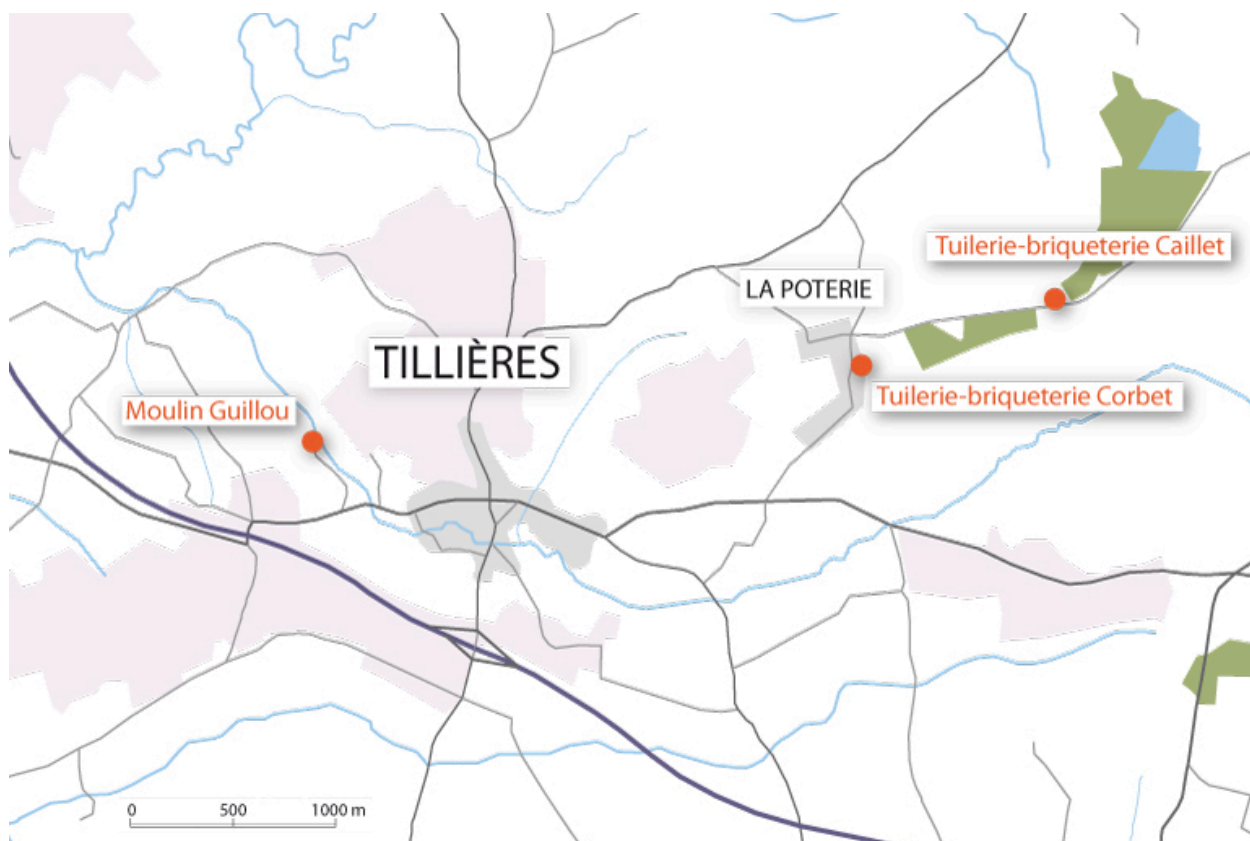 Tuilerie-briqueterie Caillet
LA POTERIE
TILLIÈRES
Tuilerie-briqueterie Corbet
Moulin Guillou
0 500 1000 m